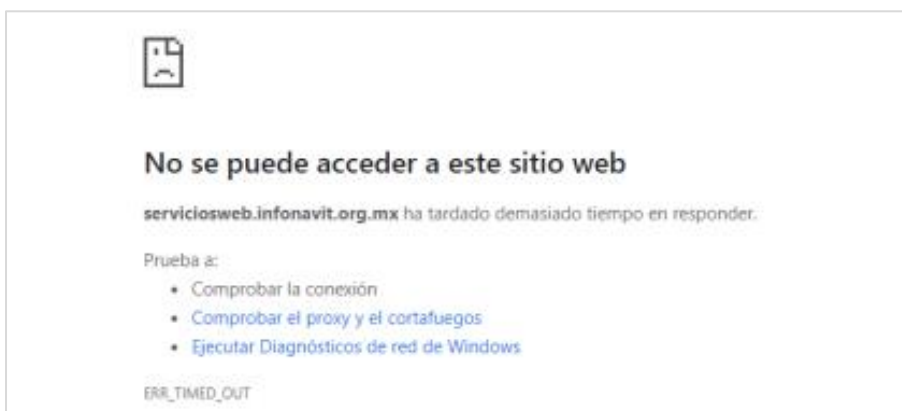 No se puede acceder a este sitio web
serviciosweb.infonavit.org.mx ha tardado demasiado tiempo en responder.
Prueba a:
• Comprobar la conexión
• Comprobar el proxy y el cortafuegos
• Ejecutar Diagnósticos de red de Windows
ERR_TIMED_OUT